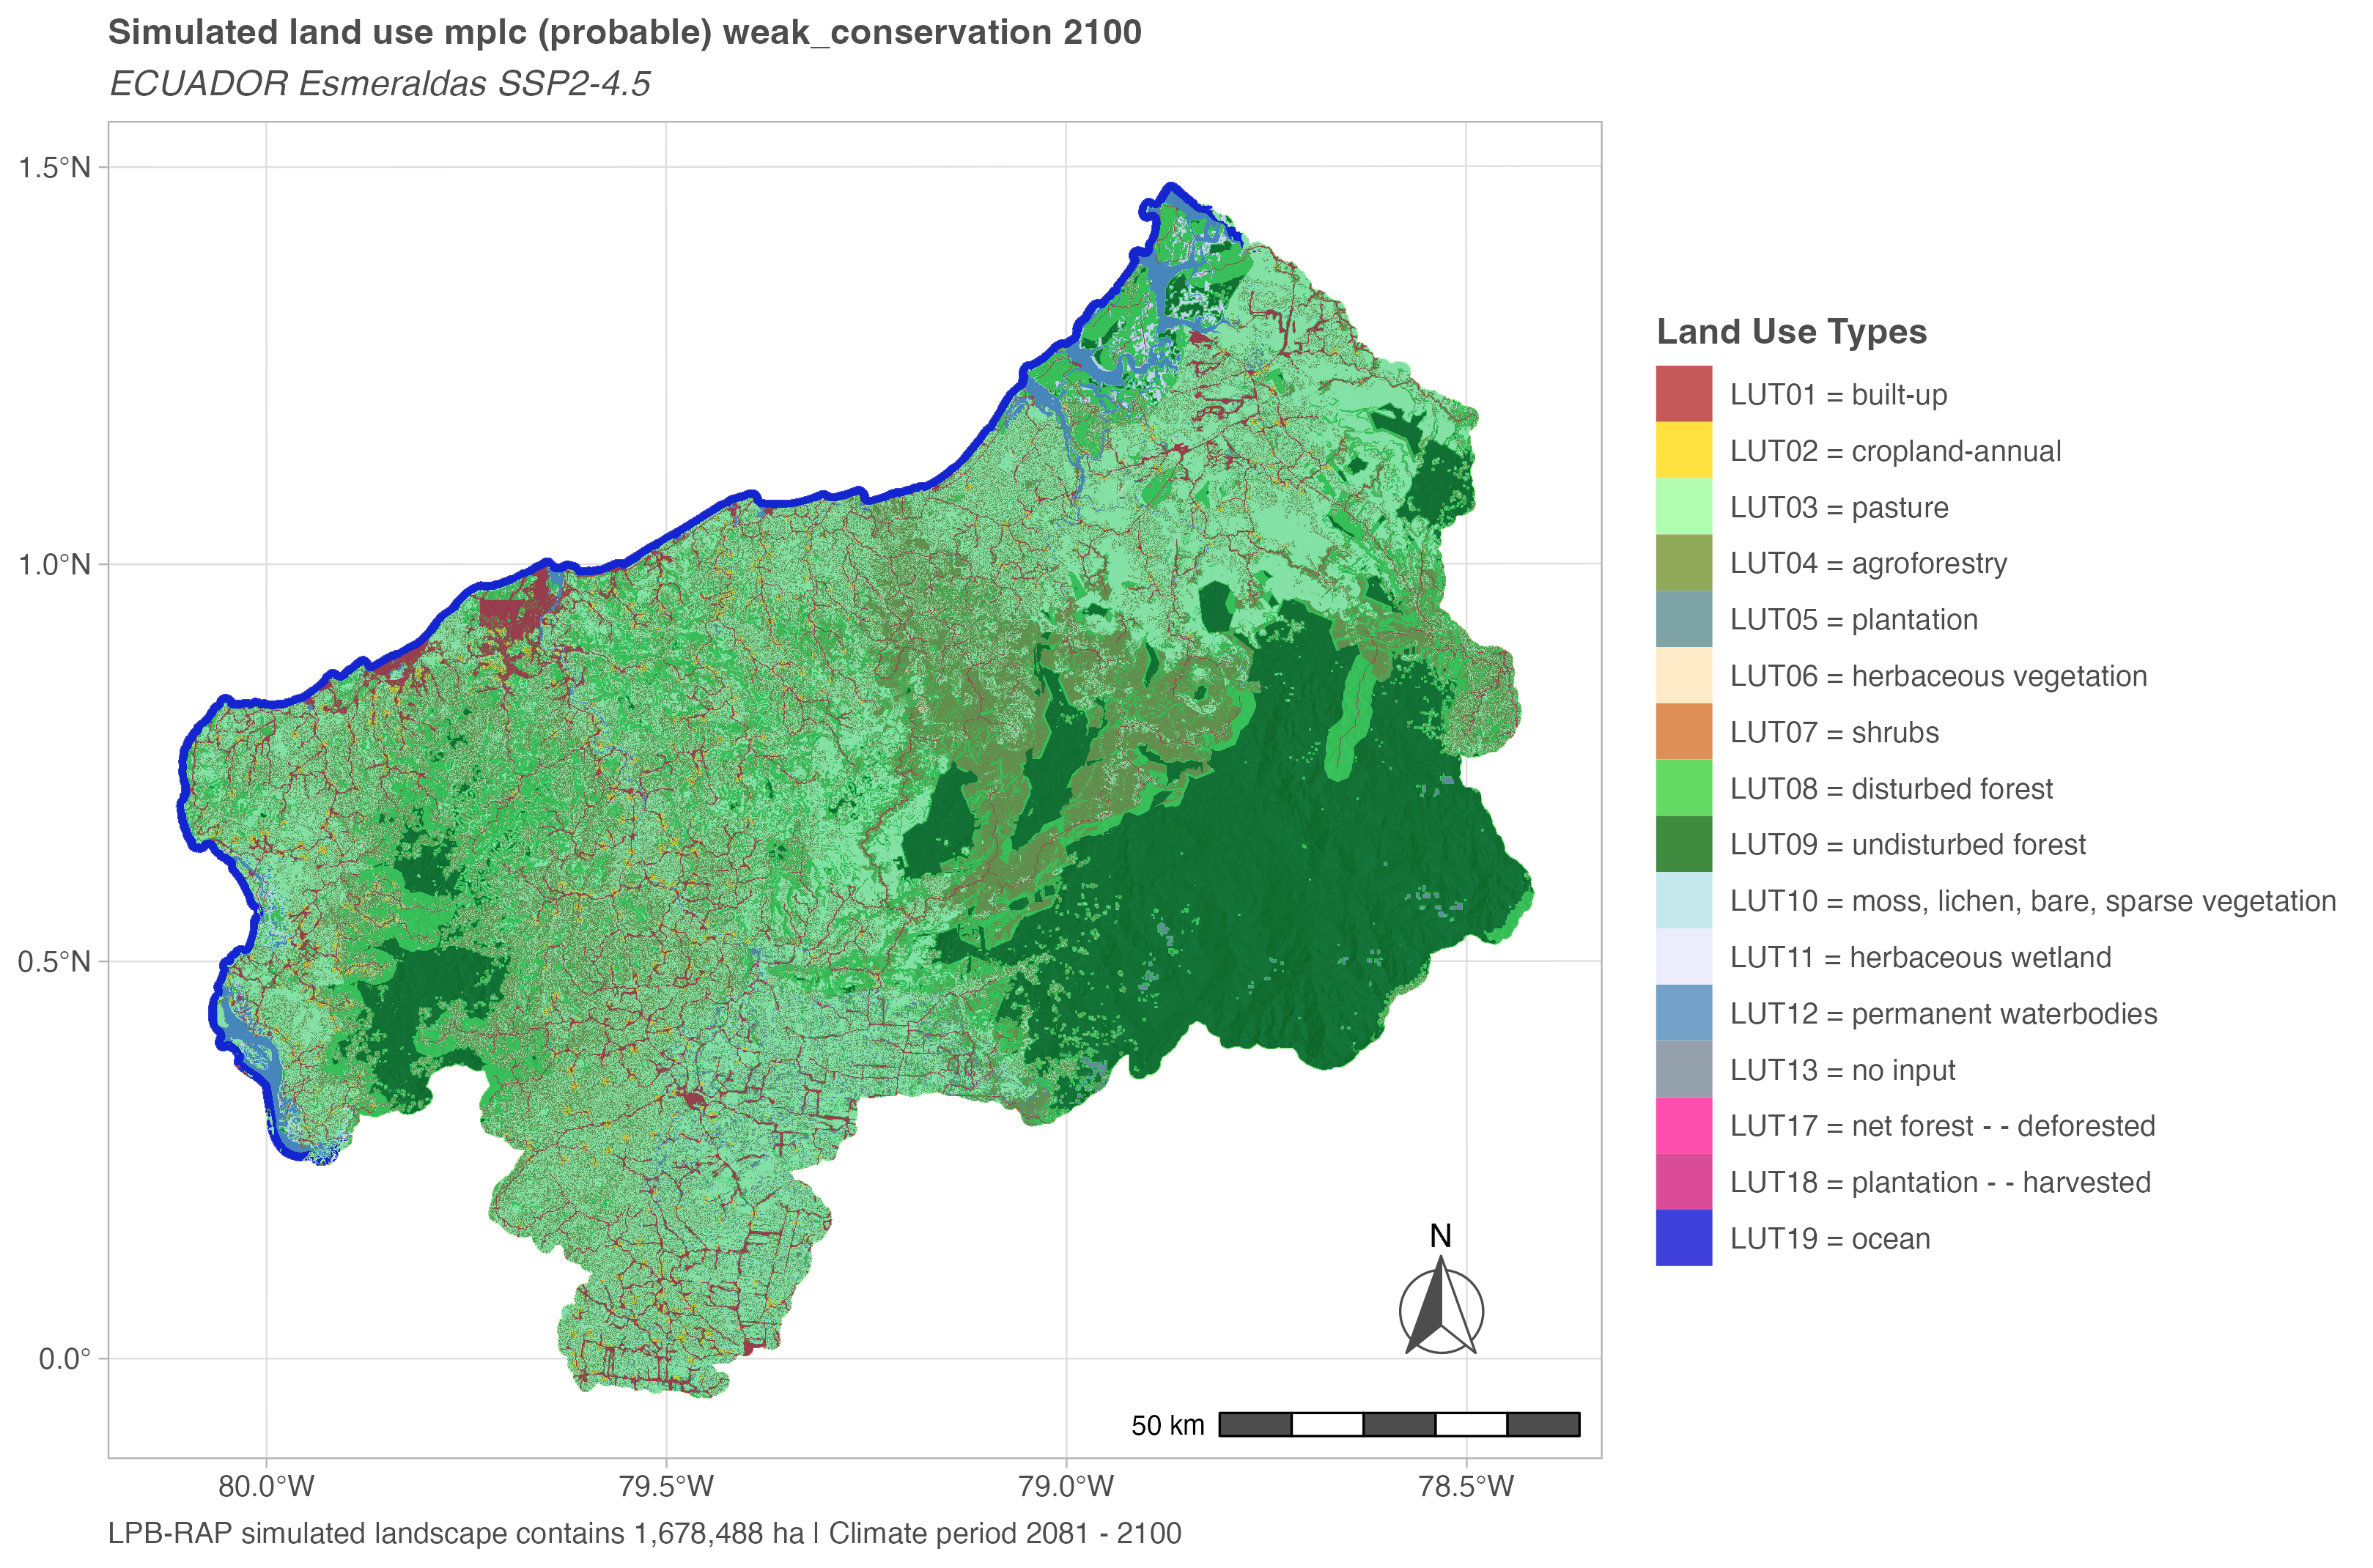 Simulated land use mplc (probable) weak_conservation 2100
ECUADOR Esmeraldas SSP2-4.5
1.5°N
1.0°N
0.5°N
0.0°
80.0°W
79.5°W
79.0°W
78.5°W
N
50 km
Land Use Types
LUT01 = built-up
LUT02 = cropland-annual
LUT03 = pasture
LUT04 = agroforestry
LUT05 = plantation
LUT06 = herbaceous vegetation
LUT07 = shrubs
LUT08 = disturbed forest
LUT09 = undisturbed forest
LUT10 = moss, lichen, bare, sparse vegetation
LUT11 = herbaceous wetland
LUT12 = permanent waterbodies
LUT13 = no input
LUT17 = net forest - - deforested
LUT18 = plantation - - harvested
LUT19 = ocean
LPB-RAP simulated landscape contains 1,678,488 ha | Climate period 2081 - 2100